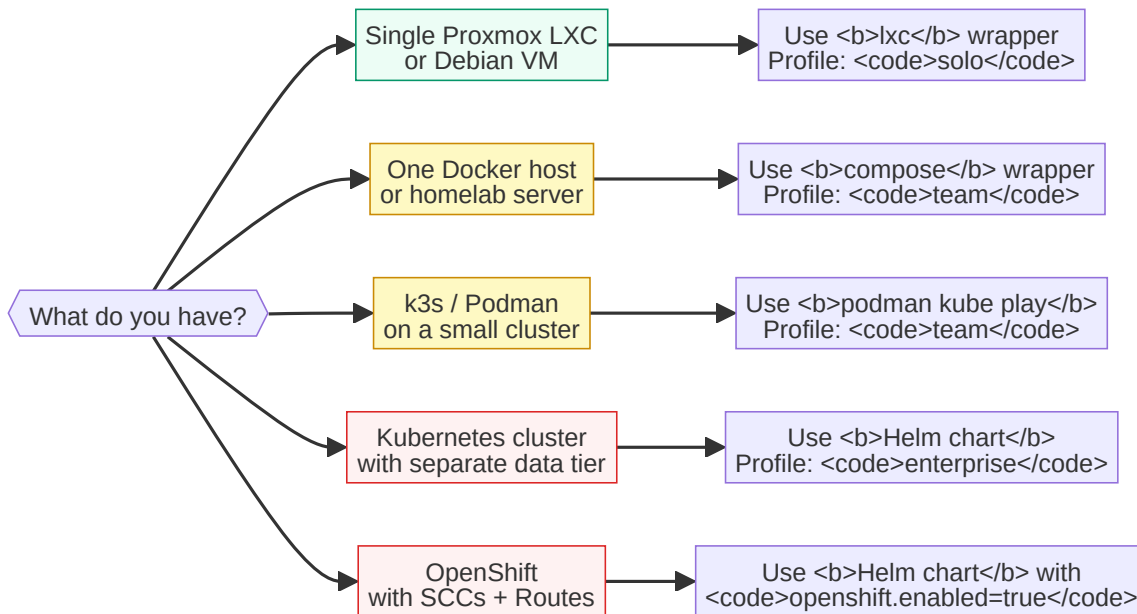 Single Proxmox LXC
or Debian VM
Use <b>lxc</b> wrapper
Profile: <code>solo</code>
One Docker host
or homelab server
Use <b>compose</b> wrapper
Profile: <code>team</code>
What do you have?
k3s / Podman
on a small cluster
Use <b>podman kube play</b>
Profile: <code>team</code>
Kubernetes cluster
with separate data tier
Use <b>Helm chart</b>
Profile: <code>enterprise</code>
OpenShift
with SCCs + Routes
Use <b>Helm chart</b> with
<code>openshift.enabled=true</code>